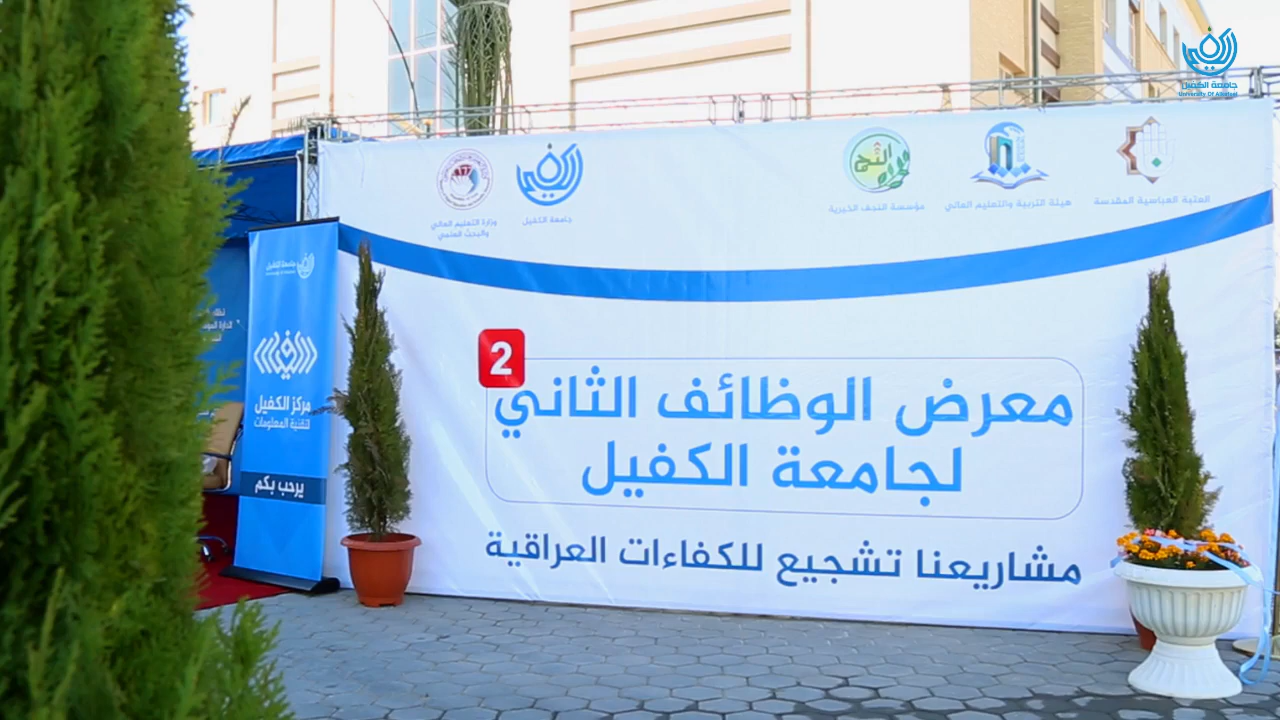 جامعة الكفيل
University Of Alkafeel
العتبة العباسية المقدسة
هيئة التربية والتعليم العالي
مؤسسة النجف الخيرية
جامعة الكفيل
وزارة التعليم العالي
والبحث العلمي
2
معرض الوظائف الثاني
لجامعة الكفيل
مشاريعنا تشجيع للكفاءات العراقية
جامعة الكفيل
مركز الكفيل
لتقنية المعلومات
يرحب بكم